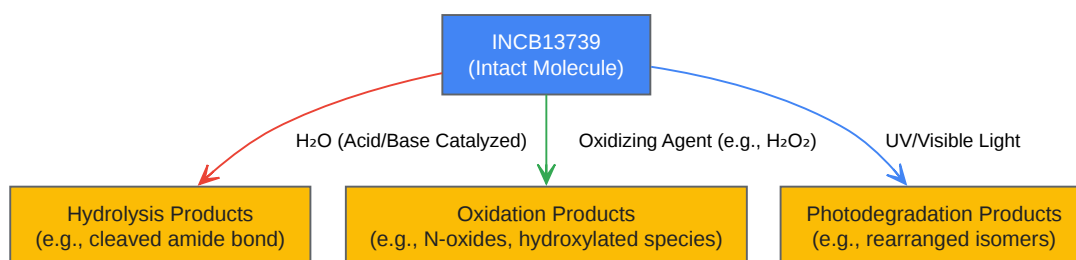 INCB13739
(Intact Molecule)
H₂O (Acid/Base Catalyzed)
Oxidizing Agent (e.g., H₂O₂)
UV/Visible Light
Hydrolysis Products
(e.g., cleaved amide bond)
Oxidation Products
(e.g., N-oxides, hydroxylated species)
Photodegradation Products
(e.g., rearranged isomers)